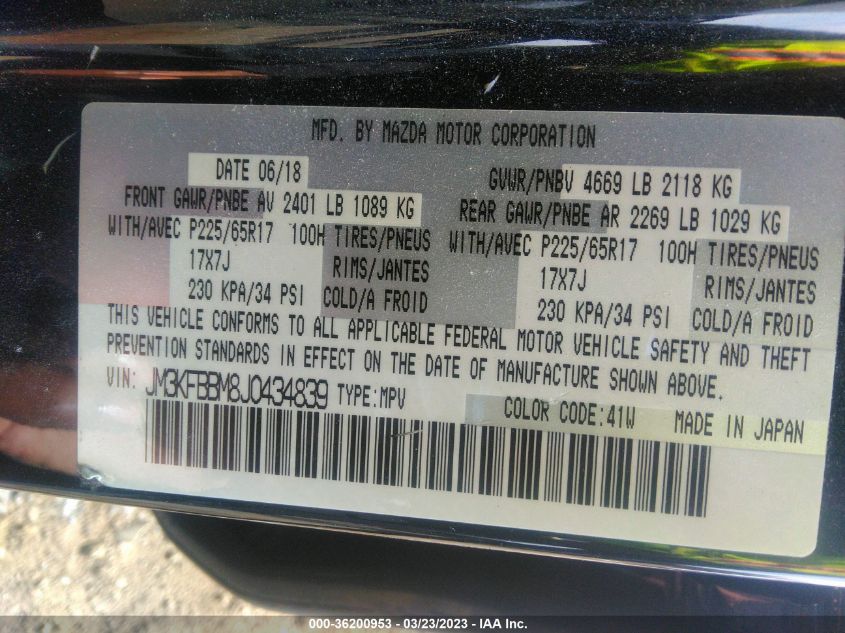 MFD. BY MAZDA MOTOR CORPORATION
DATE 06/18 GVWR/PNBV 4669 LB 2118 KG
FRONT GAWR/PNBE AV 2401 LB 1089 KG REAR GAWR/PNBE AR 2269 LB 1029 KG
WITH/AVEC P225/65R17 100H TIRES/PNEUS WITH/AVEC P225/65R17 100H TIRES/PNEUS
17X7J RIMS/JANTES 17X7J RIMS/JANTES
230 KPA/34 PSI COLD/A FROID 230 KPA/34 PSI COLD/A FROID
THIS VEHICLE CONFORMS TO ALL APPLICABLE FEDERAL MOTOR VEHICLE SAFETY AND THEFT
PREVENTION STANDARDS IN EFFECT ON THE DATE OF MANUFACTURE SHOWN ABOVE.
VIN: JM3KFBBM8J0434839 TYPE:MPV COLOR CODE:41W MADE IN JAPAN
000-36200953 / 03/23/2023 - IAA Inc.